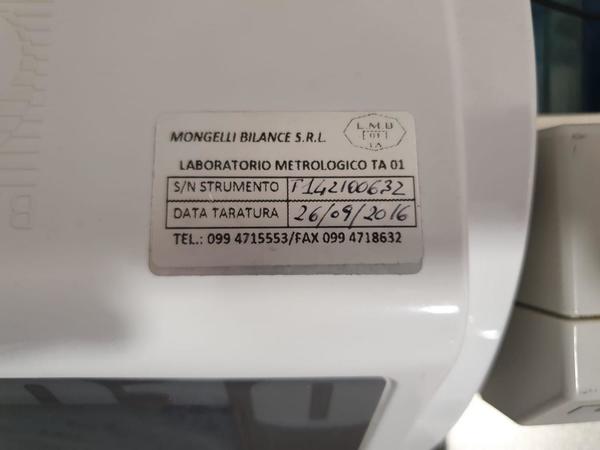 MONGELLI BILANCE S.R.L.
L.M.B
01
TA
LABORATORIO METROLOGICO TA 01
S/N STRUMENTO P142100632
DATA TARATURA 26/09/2016
TEL.: 099 4715553/FAX 099 4718632